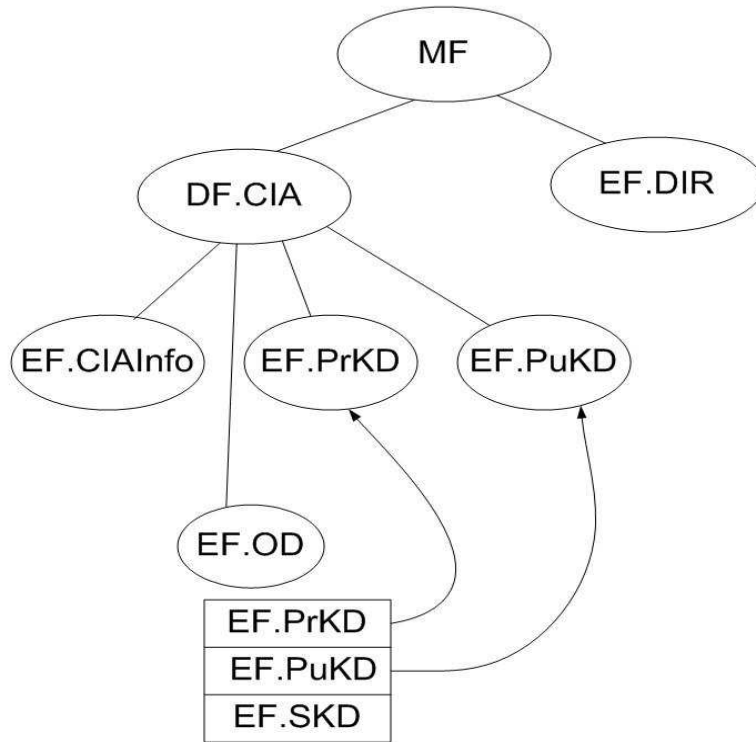 MF
DF.CIA
EF.DIR
EF.CIAInfo
EF.PrKD
EF.PuKD
EF.OD
EF.PrKD
EF.PuKD
EF.SKD